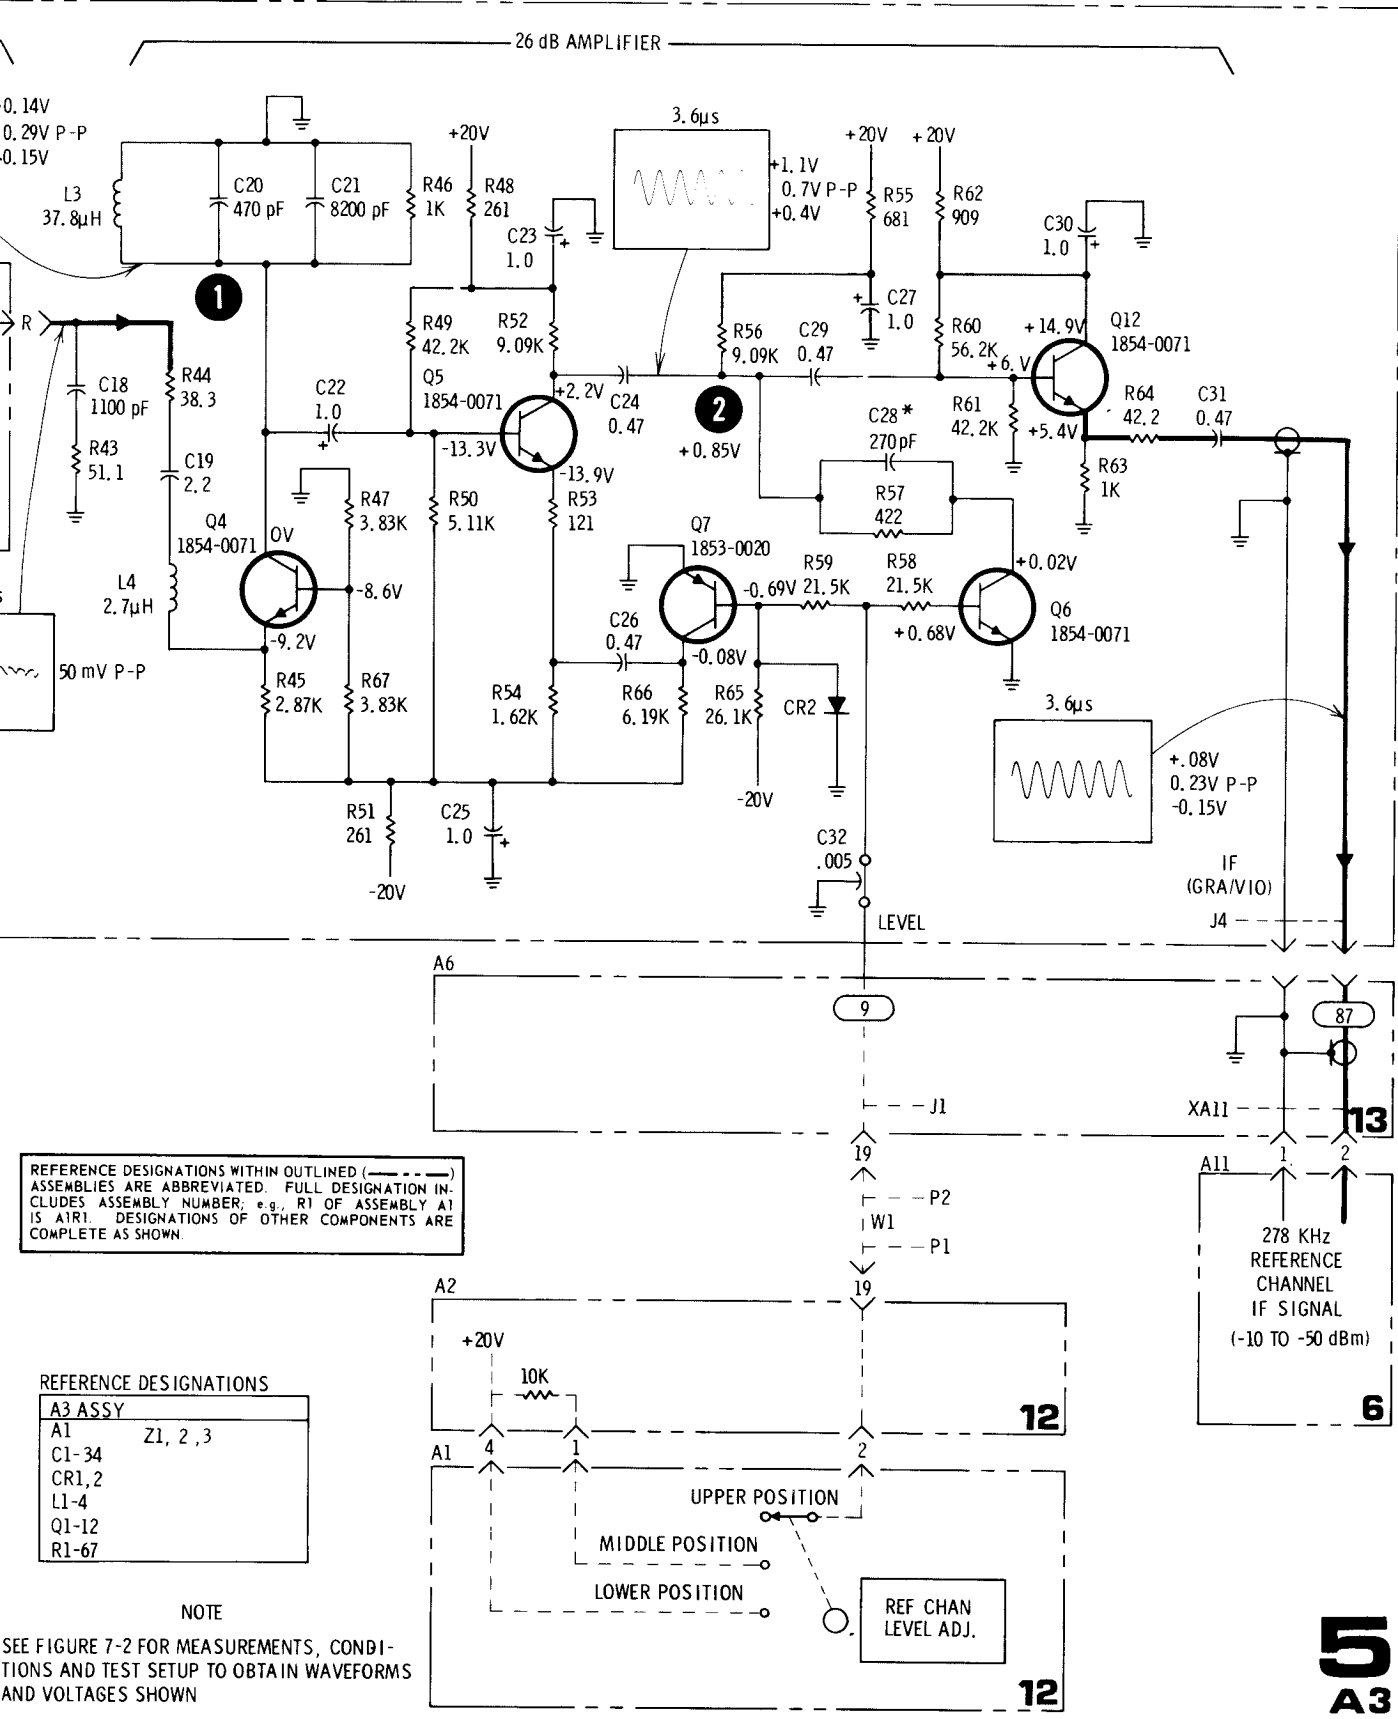 26 dB AMPLIFIER
0.14V
0.29V P-P
0.15V
L3
37.8µH
C20
470 pF
C21
8200 pF
R46
1K
+20V
R48
261
C23
1.0
+
3.6µs
+1.1V
0.7V P-P
+0.4V
+20V
R55
681
+20V
R62
909
C30
1.0
+
1
R
C18
1100 pF
R43
51.1
R44
38.3
C19
2.2
C22
1.0
+
R49
42.2K
R52
9.09K
Q5
1854-0071
-13.3V
+2.2V
-13.9V
C24
0.47
2
+0.85V
R56
9.09K
C29
0.47
+
C27
1.0
R60
56.2K
+14.9V
+6.V
Q12
1854-0071
+5.4V
R61
42.2K
R64
42.2
C31
0.47
R63
1K
C28*
270 pF
R57
422
Q4
1854-0071
0V
-8.6V
-9.2V
R47
3.83K
R50
5.11K
R53
121
Q7
1853-0020
-0.69V
-0.08V
R59
21.5K
R58
21.5K
+0.68V
+0.02V
Q6
1854-0071
L4
2.7µH
50 mV P-P
R45
2.87K
R67
3.83K
R54
1.62K
C26
0.47
R66
6.19K
R65
26.1K
-20V
CR2
3.6µs
+.08V
0.23V P-P
-0.15V
R51
261
-20V
C25
1.0
+
C32
.005
LEVEL
IF
(GRA/VIO)
J4
A6
9
87
J1
XA11
13
19
1
2
P2
W1
P1
19
A11
278 KHz
REFERENCE
CHANNEL
IF SIGNAL
(-10 TO -50 dBm)
6
REFERENCE DESIGNATIONS WITHIN OUTLINED (— - - —)
ASSEMBLIES ARE ABBREVIATED. FULL DESIGNATION IN-
CLUDES ASSEMBLY NUMBER; e.g., R1 OF ASSEMBLY A1
IS A1R1. DESIGNATIONS OF OTHER COMPONENTS ARE
COMPLETE AS SHOWN.
A2
+20V
10K
12
4
1
2
A1
UPPER POSITION
MIDDLE POSITION
LOWER POSITION
REF CHAN
LEVEL ADJ.
12
REFERENCE DESIGNATIONS
A3 ASSY
A1 Z1, 2 ,3
C1-34
CR1,2
L1-4
Q1-12
R1-67
NOTE
SEE FIGURE 7-2 FOR MEASUREMENTS, CONDI-
TIONS AND TEST SETUP TO OBTAIN WAVEFORMS
AND VOLTAGES SHOWN
5
A3